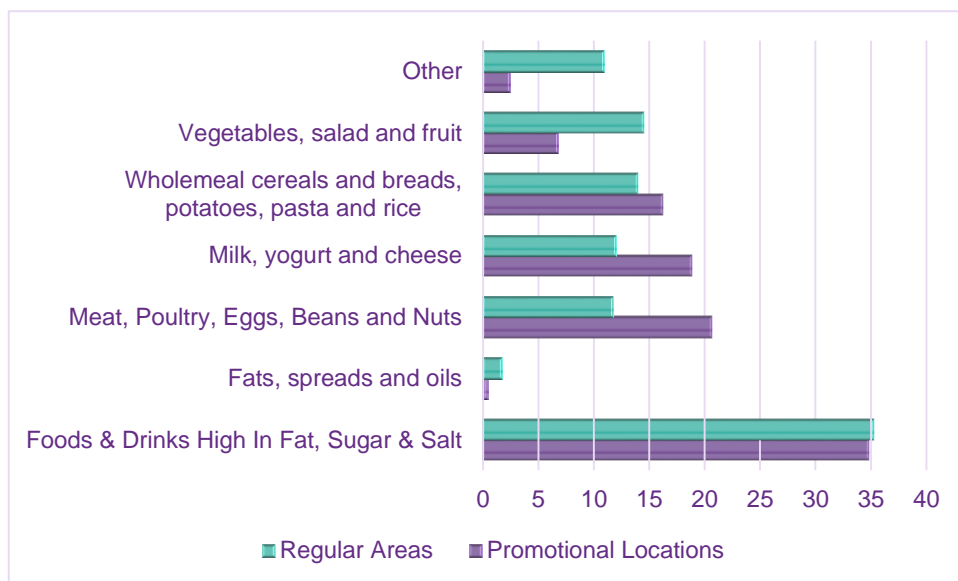 Other
Vegetables, salad and fruit
Wholemeal cereals and breads,
potatoes, pasta and rice
Milk, yogurt and cheese
Meat, Poultry, Eggs, Beans and Nuts
Fats, spreads and oils
Foods & Drinks High In Fat, Sugar & Salt
0 5 10 15 20 25 30 35 40
Regular Areas Promotional Locations